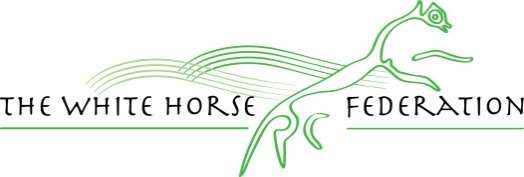 THE WHITE HORSE FEDERATION